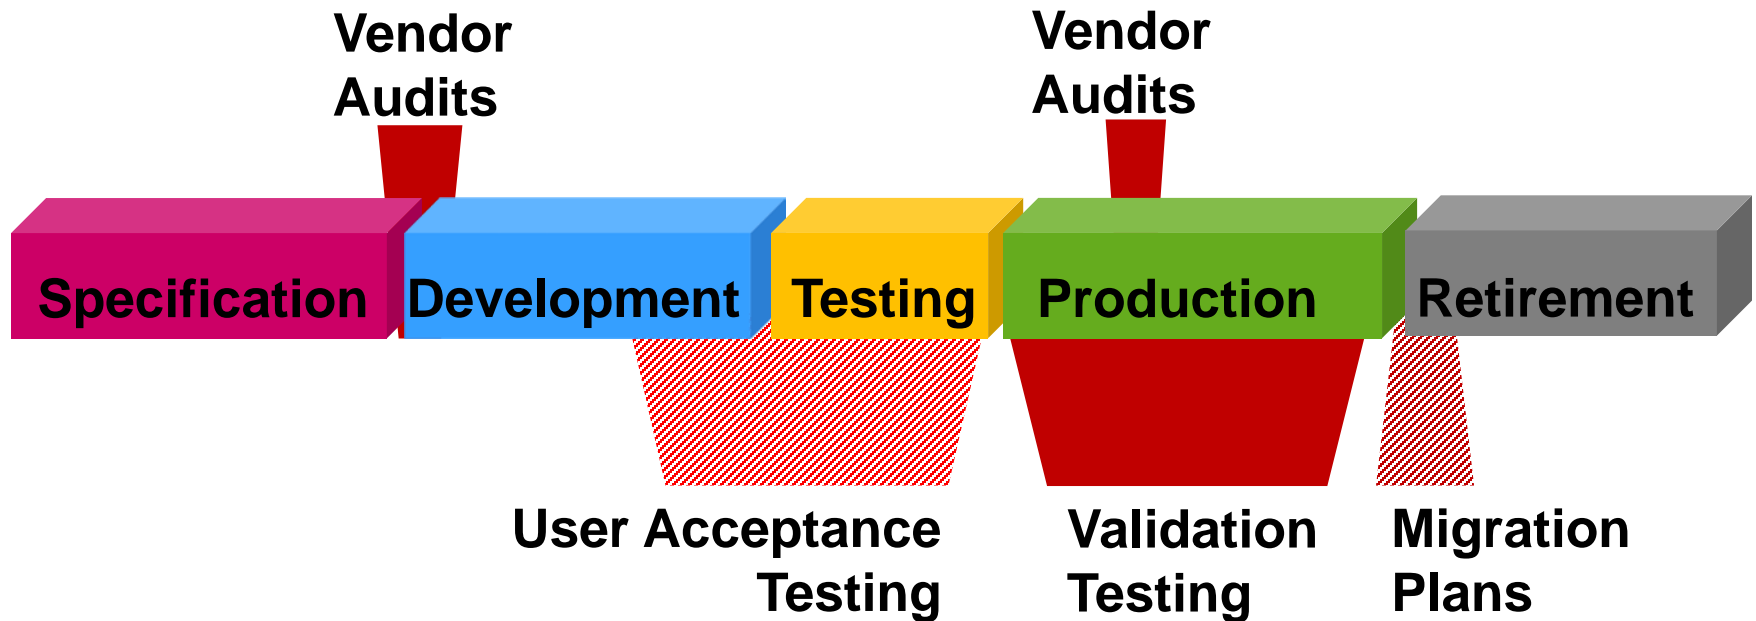 Vendor
Audits
Vendor
Audits
Specification
Development
Testing
Production
Retirement
User Acceptance
Testing
Validation
Testing
Migration
Plans